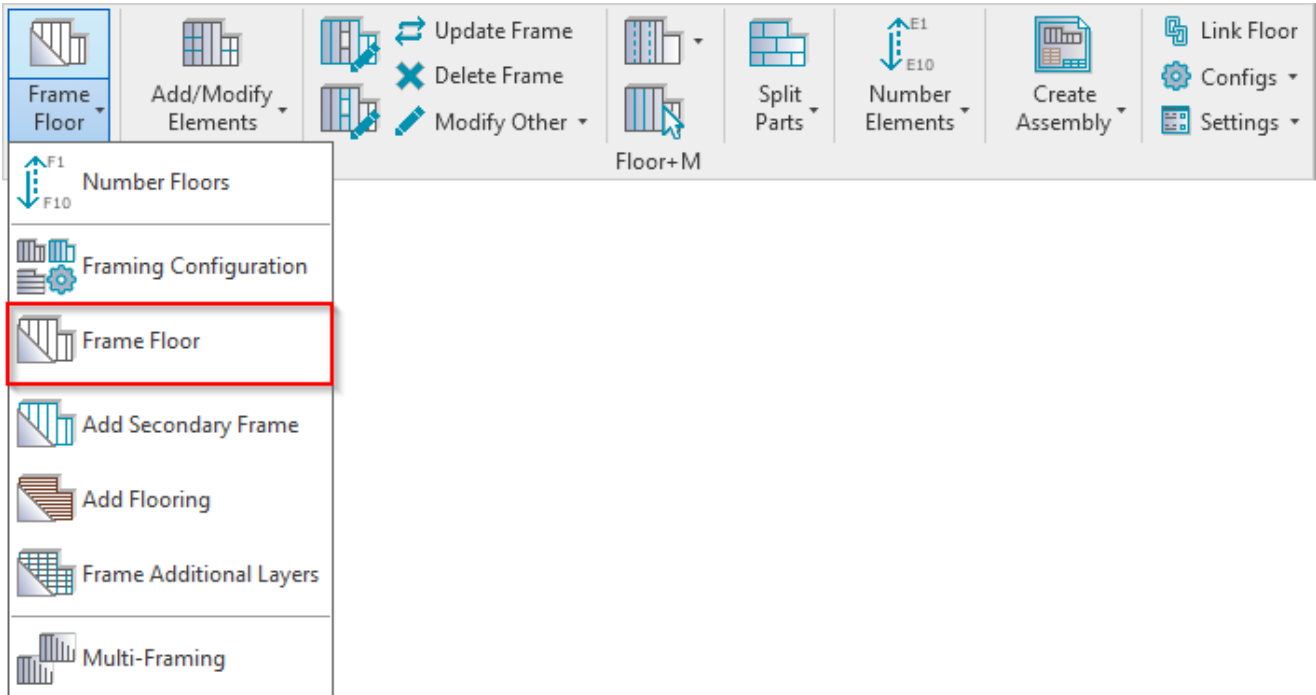 Frame
Floor
Add/Modify
Elements
Update Frame
Delete Frame
Modify Other
Split
Parts
E1
E10
Number
Elements
Create
Assembly
Link Floor
Configs
Settings
Floor+M
F1
F10
Number Floors
Framing Configuration
Frame Floor
Add Secondary Frame
Add Flooring
Frame Additional Layers
Multi-Framing